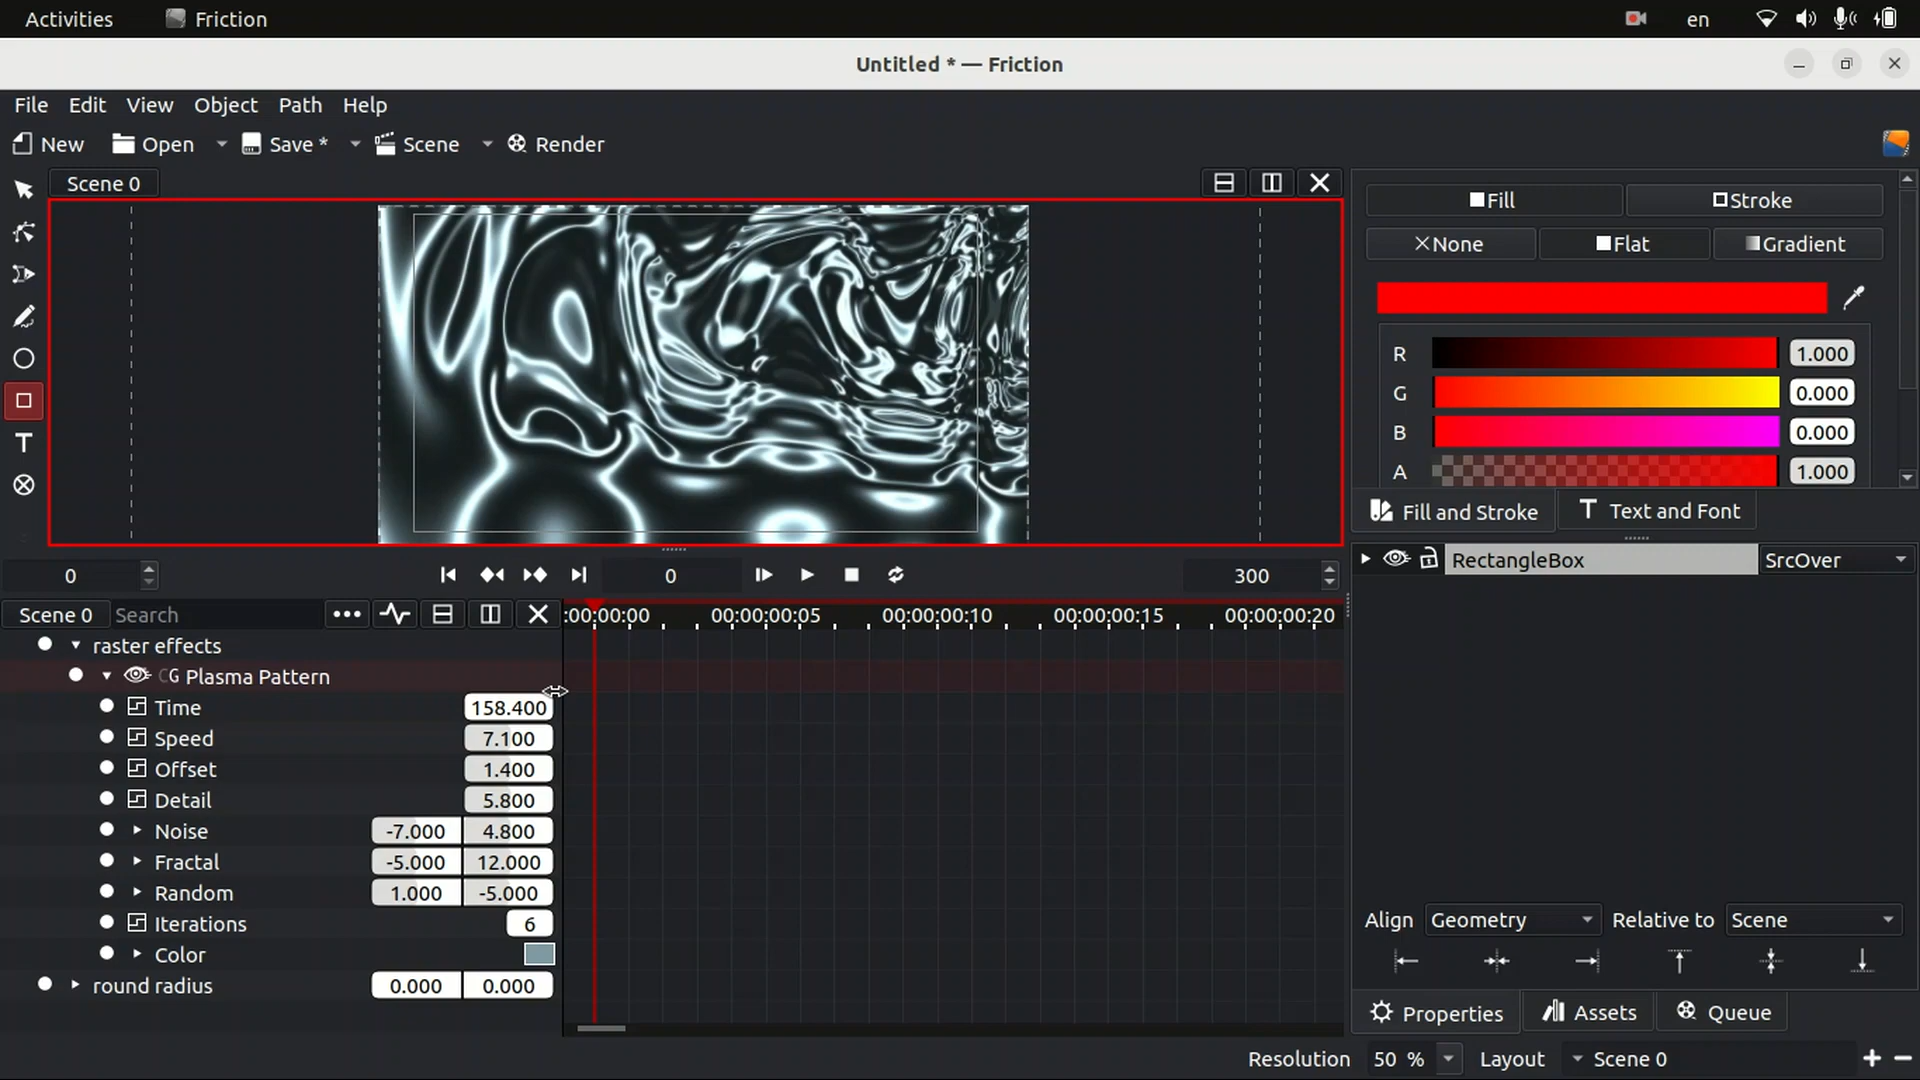 Activities Friction en
Untitled * — Friction
File Edit View Object Path Help
New Open Save * Scene Render
Scene 0
Fill Stroke
None Flat Gradient
R 1.000
G 0.000
B 0.000
A 1.000
Fill and Stroke Text and Font
RectangleBox SrcOver
0 0 300
Scene 0 Search ••• :00:00:00 00:00:00:05 00:00:00:10 00:00:00:15 00:00:00:20
raster effects
CG Plasma Pattern
Time 158.400
Speed 7.100
Offset 1.400
Detail 5.800
Noise -7.000 4.800
Fractal -5.000 12.000
Random 1.000 -5.000
Iterations 6
Color
round radius 0.000 0.000
Align Geometry Relative to Scene
Properties Assets Queue
Resolution 50 % Layout Scene 0